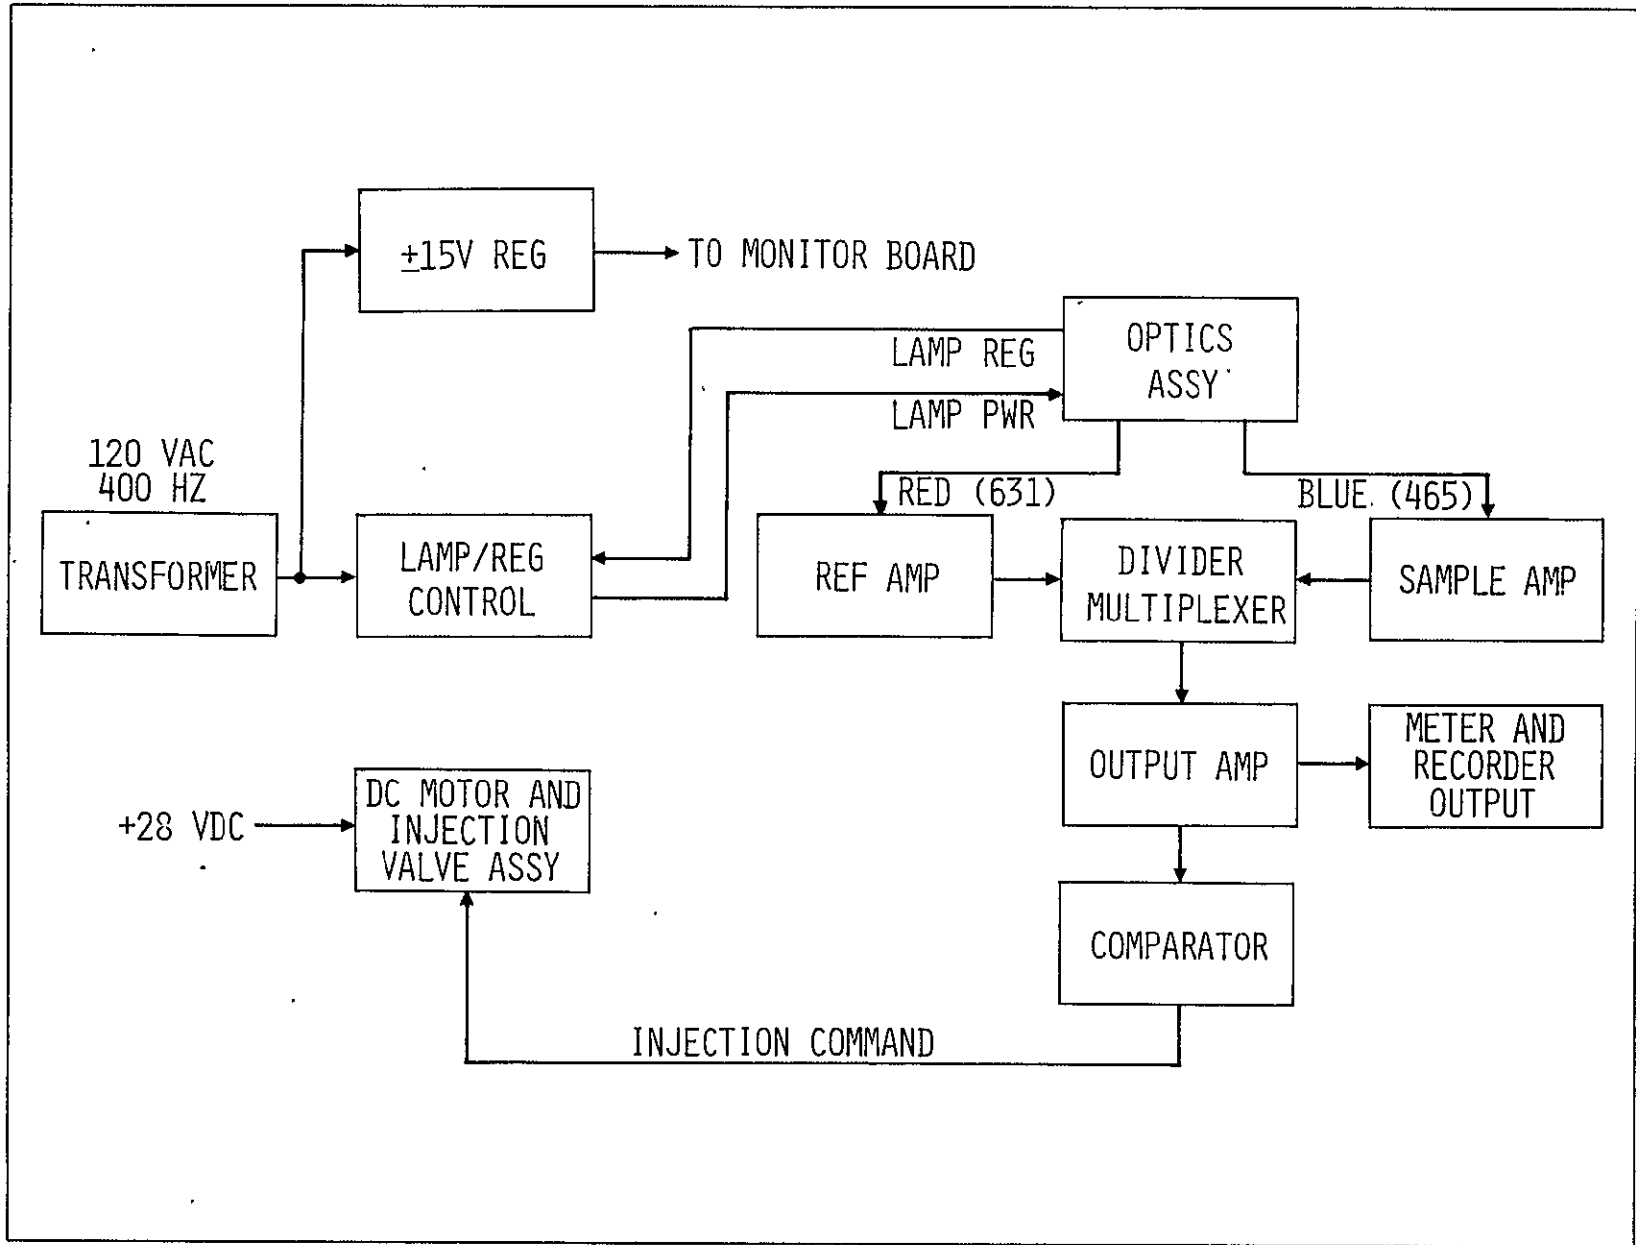 ±15V REG
TO MONITOR BOARD
OPTICS
ASSY
LAMP REG
LAMP PWR
120 VAC
400 HZ
RED (631)
BLUE (465)
TRANSFORMER
LAMP/REG
CONTROL
REF AMP
DIVIDER
MULTIPLEXER
SAMPLE AMP
OUTPUT AMP
METER AND
RECORDER
OUTPUT
+28 VDC
DC MOTOR AND
INJECTION
VALVE ASSY
COMPARATOR
INJECTION COMMAND